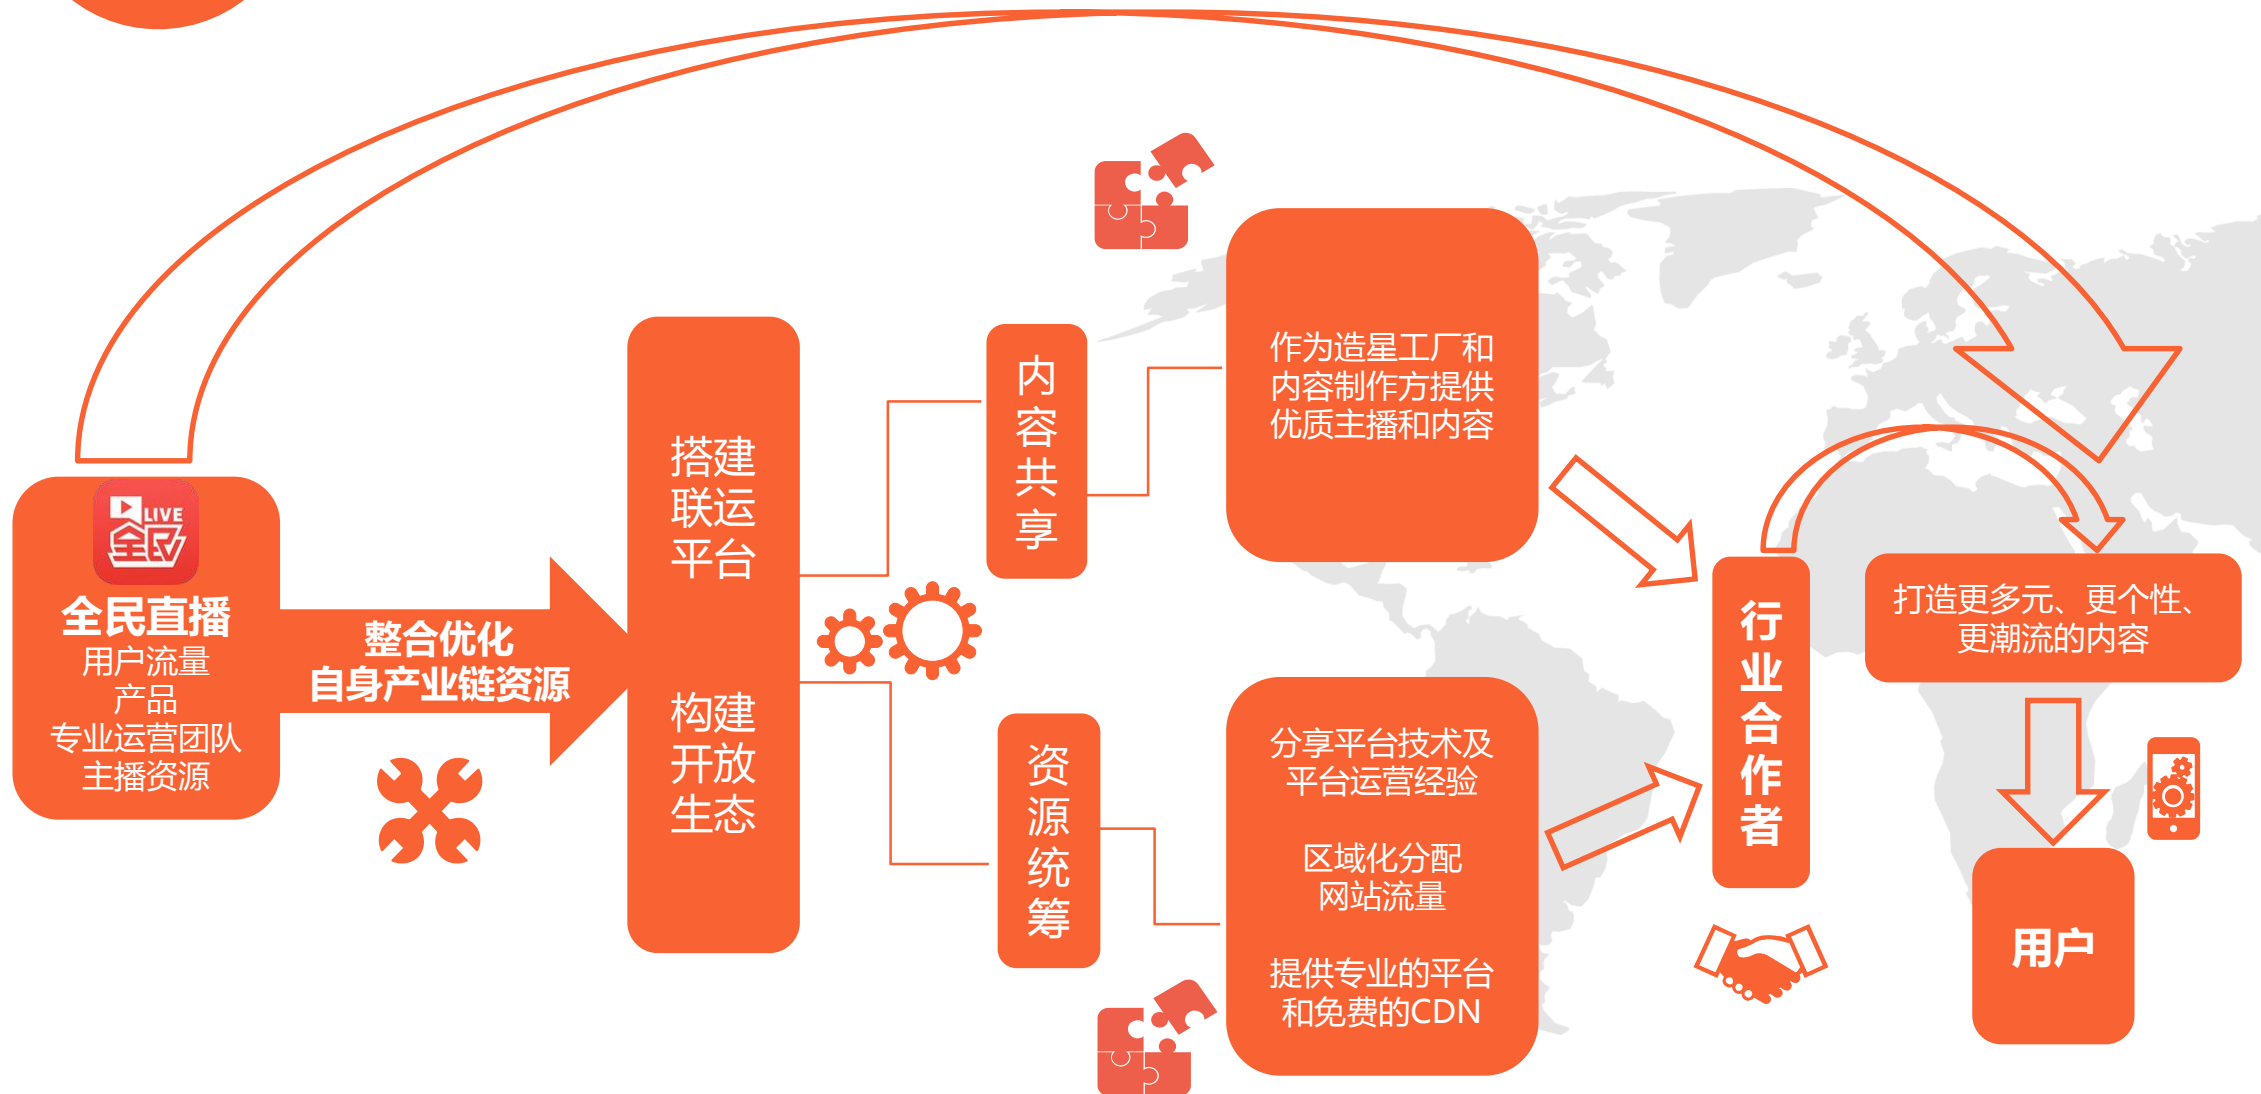 LIVE
全民
全民直播
用户流量
产品
专业运营团队
主播资源
整合优化
自身产业链资源
搭建
联运
平台
构建
开放
生态
内
容
共
享
资
源
统
筹
作为造星工厂和
内容制作方提供
优质主播和内容
分享平台技术及
平台运营经验
区域化分配
网站流量
提供专业的平台
和免费的CDN
行
业
合
作
者
打造更多元、更个性、
更潮流的内容
用户